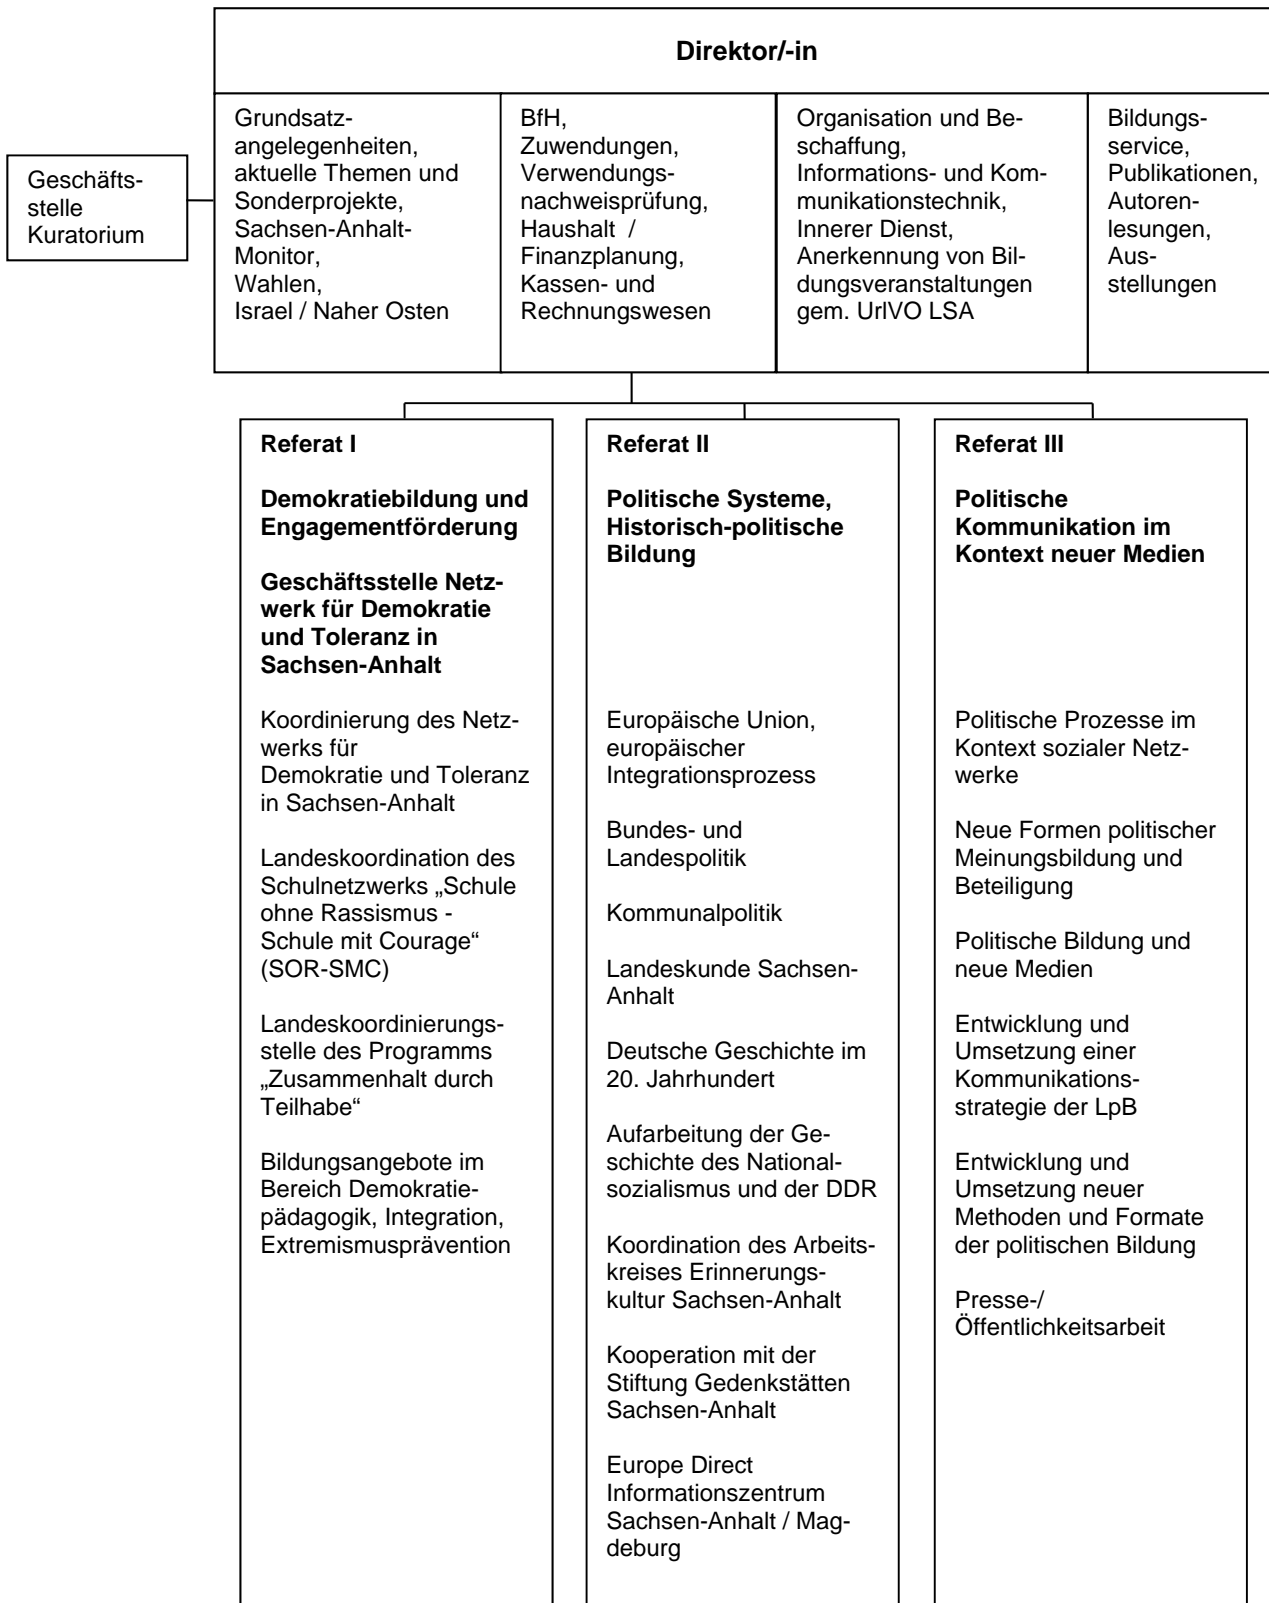 Direktor/-in
Geschäfts-
stelle
Kuratorium
Grundsatz-
angelegenheiten,
aktuelle Themen und
Sonderprojekte,
Sachsen-Anhalt-
Monitor,
Wahlen,
Israel / Naher Osten
BfH,
Zuwendungen,
Verwendungs-
nachweisprüfung,
Haushalt /
Finanzplanung,
Kassen- und
Rechnungswesen
Organisation und Be-
schaffung,
Informations- und Kom-
munikationstechnik,
Innerer Dienst,
Anerkennung von Bil-
dungsveranstaltungen
gem. UrlVO LSA
Bildungs-
service,
Publikationen,
Autoren-
lesungen,
Aus-
stellungen
Referat I
Demokratiebildung und
Engagementförderung
Geschäftsstelle Netz-
werk für Demokratie
und Toleranz in
Sachsen-Anhalt
Koordinierung des Netz-
werks für
Demokratie und Toleranz
in Sachsen-Anhalt
Landeskoordination des
Schulnetzwerks „Schule
ohne Rassismus -
Schule mit Courage“
(SOR-SMC)
Landeskoordinierungs-
stelle des Programms
„Zusammenhalt durch
Teilhabe“
Bildungsangebote im
Bereich Demokratie-
pädagogik, Integration,
Extremismusprävention
Referat II
Politische Systeme,
Historisch-politische
Bildung
Europäische Union,
europäischer
Integrationsprozess
Bundes- und
Landespolitik
Kommunalpolitik
Landeskunde Sachsen-
Anhalt
Deutsche Geschichte im
20. Jahrhundert
Aufarbeitung der Ge-
schichte des National-
sozialismus und der DDR
Koordination des Arbeits-
kreises Erinnerungs-
kultur Sachsen-Anhalt
Kooperation mit der
Stiftung Gedenkstätten
Sachsen-Anhalt
Europe Direct
Informationszentrum
Sachsen-Anhalt / Mag-
deburg
Referat III
Politische
Kommunikation im
Kontext neuer Medien
Politische Prozesse im
Kontext sozialer Netz-
werke
Neue Formen politischer
Meinungsbildung und
Beteiligung
Politische Bildung und
neue Medien
Entwicklung und
Umsetzung einer
Kommunikations-
strategie der LpB
Entwicklung und
Umsetzung neuer
Methoden und Formate
der politischen Bildung
Presse-/
Öffentlichkeitsarbeit